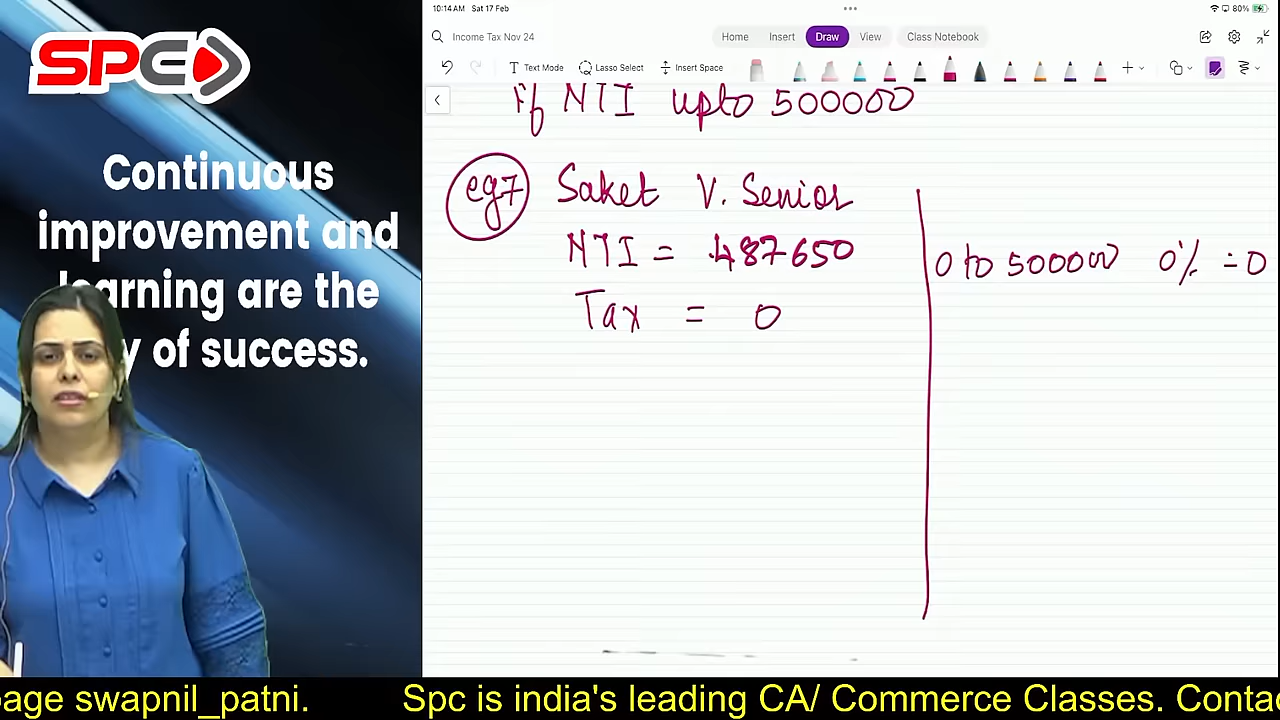 10:14 AM Sat 17 Feb
80%
Income Tax Nov 24
Home Insert Draw View Class Notebook
Text Mode Lasso Select Insert Space
SPC
Continuous
improvement and
learning are the
y of success.
if NTI upto 500000
eg7 Saket V. Senior
NTI = 487650
Tax = 0
0 to 500000 0% = 0
page swapnil_patni. Spc is india's leading CA/ Commerce Classes. Conta